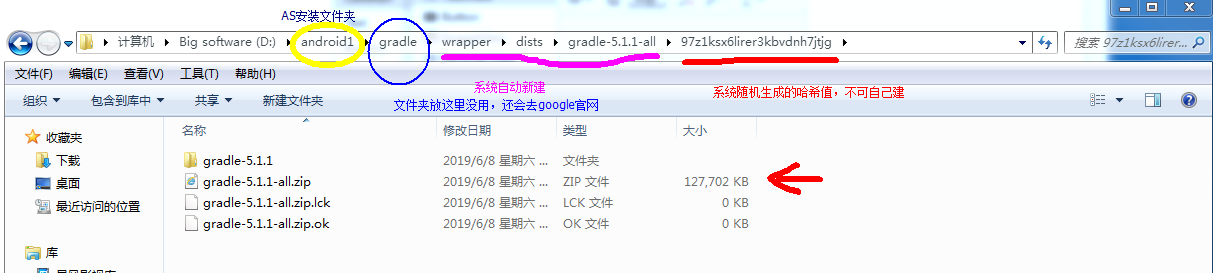 AS安装文件夹
计算机 Big software (D:) android1 gradle wrapper dists gradle-5.1.1-all 97z1ksx6lirer3kbvdnh7jtjg 搜索 97z1ksx6lirer...
文件(F) 编辑(E) 查看(V) 工具(T) 帮助(H)
系统自动新建
系统随机生成的哈希值，不可自己建
组织 包含到库中 共享 新建文件夹
文件夹放这里没用，还会去google官网
名称 修改日期 类型 大小
收藏夹
下载
桌面
最近访问的位置
库
gradle-5.1.1 2019/6/8 星期六 ... 文件夹
gradle-5.1.1-all.zip 2019/6/8 星期六 ... ZIP 文件 127,702 KB
gradle-5.1.1-all.zip.lck 2019/6/8 星期六 ... LCK 文件 0 KB
gradle-5.1.1-all.zip.ok 2019/6/8 星期六 ... OK 文件 0 KB